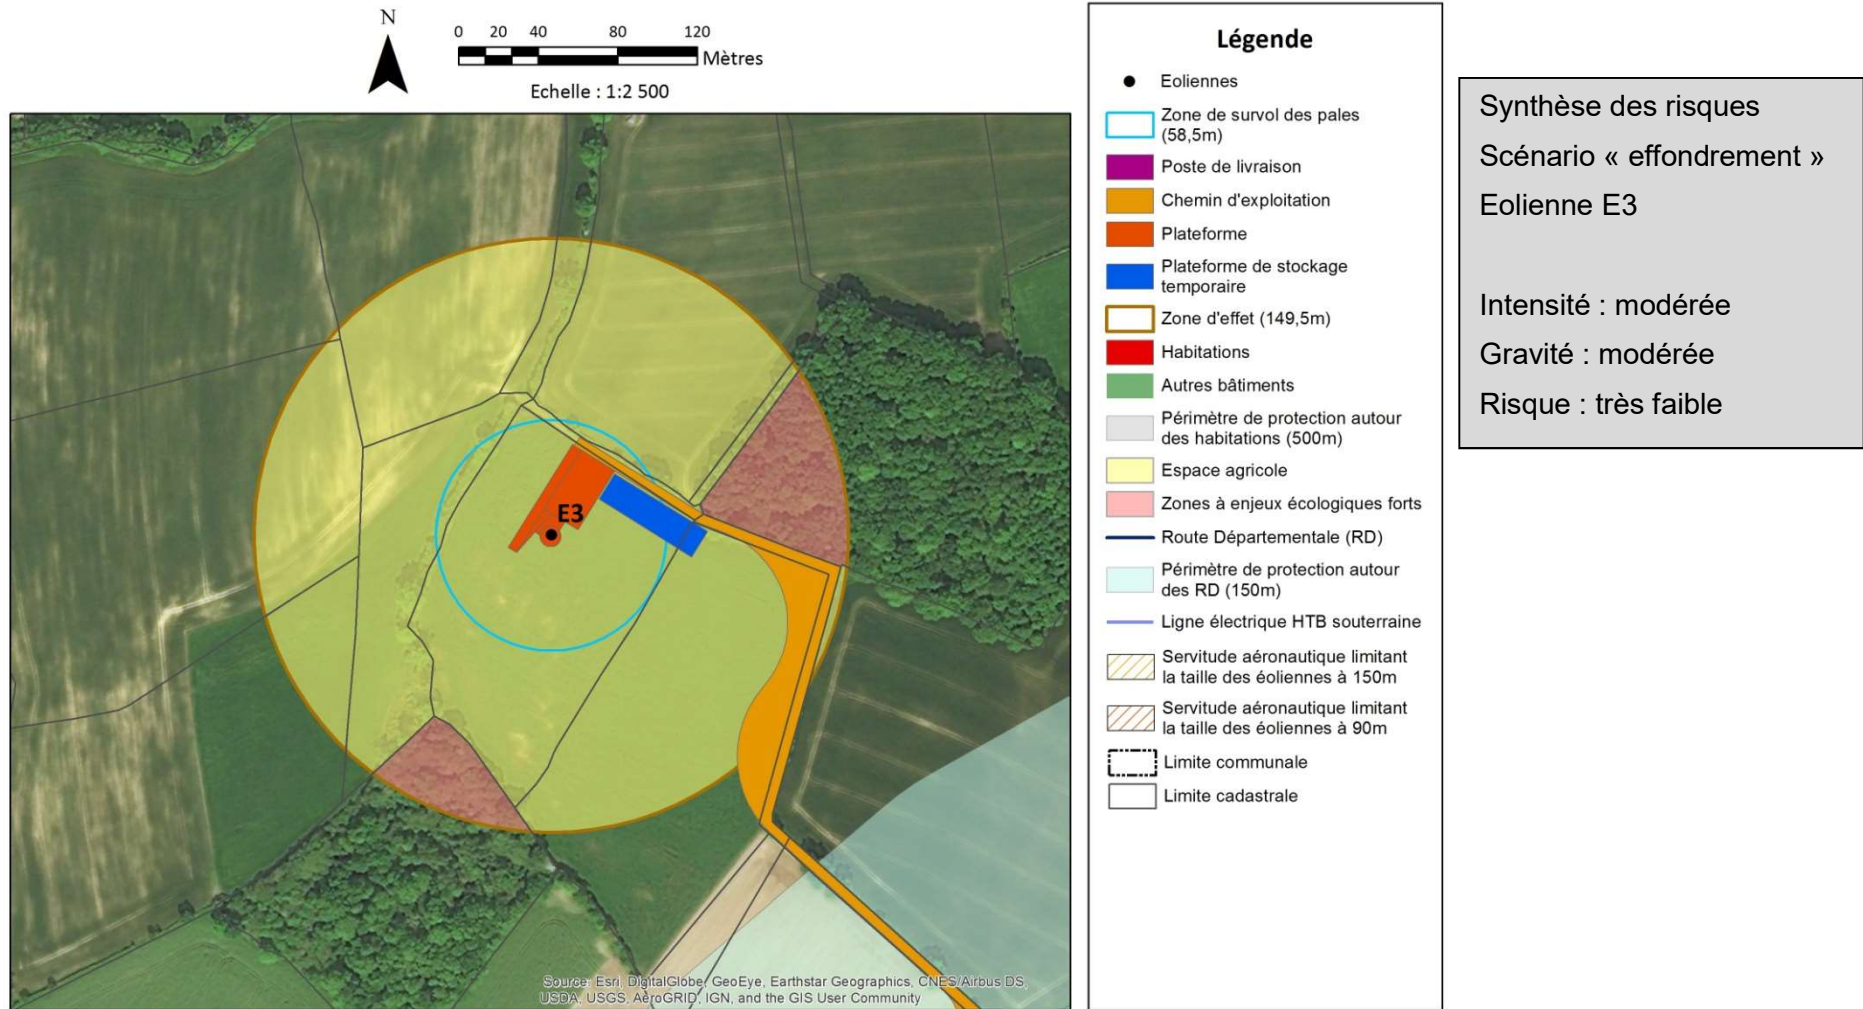 N
0 20 40 80 120
Mètres
Echelle : 1:2 500
E3
Source: Esri, DigitalGlobe, GeoEye, Earthstar Geographics, CNES/Airbus DS,
USDA, USGS, AeroGRID, IGN, and the GIS User Community
Légende
Eoliennes
Zone de survol des pales
(58,5m)
Poste de livraison
Chemin d'exploitation
Plateforme
Plateforme de stockage
temporaire
Zone d'effet (149,5m)
Habitations
Autres bâtiments
Périmètre de protection autour
des habitations (500m)
Espace agricole
Zones à enjeux écologiques forts
Route Départementale (RD)
Périmètre de protection autour
des RD (150m)
Ligne électrique HTB souterraine
Servitude aéronautique limitant
la taille des éoliennes à 150m
Servitude aéronautique limitant
la taille des éoliennes à 90m
Limite communale
Limite cadastrale
Synthèse des risques
Scénario « effondrement »
Eolienne E3
Intensité : modérée
Gravité : modérée
Risque : très faible